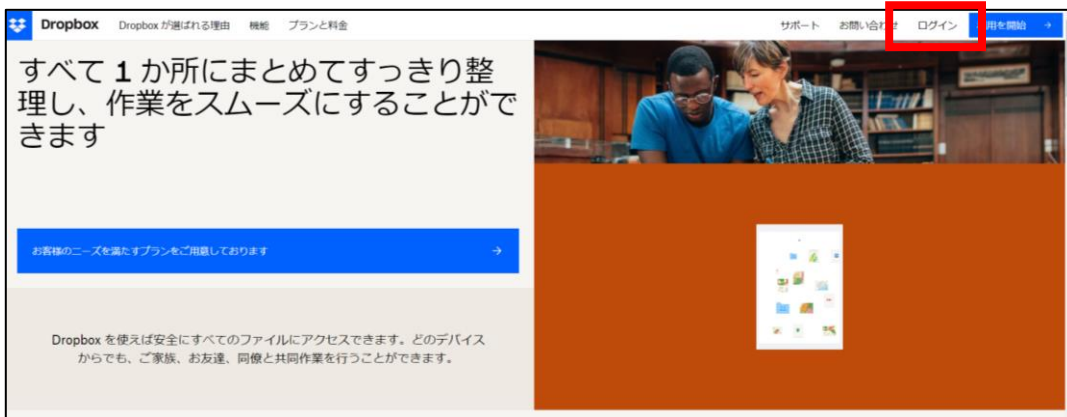 Dropbox Dropbox が選ばれる理由 機能 プランと料金 サポート お問い合わせ ログイン 用を開始 →
すべて 1 か所にまとめてすっきり整
理し、作業をスムーズにすることがで
きます
お客様のニーズを満たすプランをご用意しております →
Dropbox を使えば安全にすべてのファイルにアクセスできます。どのデバイス
からでも、ご家族、お友達、同僚と共同作業を行うことができます。